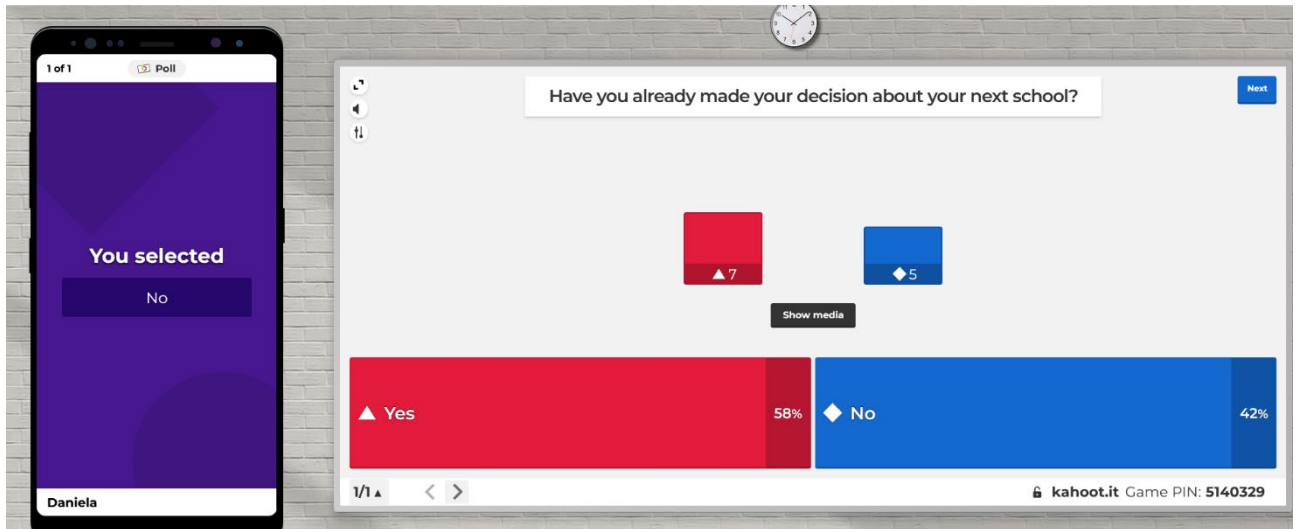 1 of 1
Poll
You selected
No
Daniela
Have you already made your decision about your next school?
Next
▲ 7
◆ 5
Show media
▲ Yes
58%
◆ No
42%
1/1 ▲
< >
kahoot.it Game PIN: 5140329